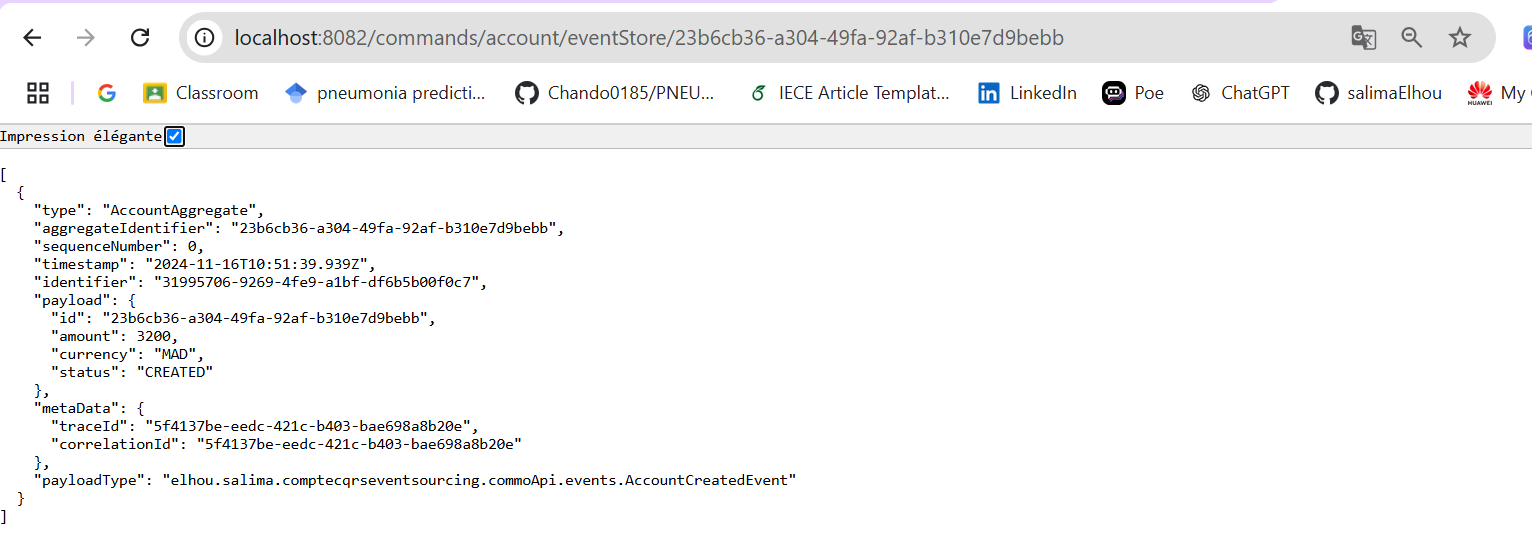 localhost:8082/commands/account/eventStore/23b6cb36-a304-49fa-92af-b310e7d9bebb
Classroom pneumonia predicti... Chando0185/PNEU... IECE Article Templat... LinkedIn Poe ChatGPT salimaElhou HUAWEI My
Impression élégante
[
  {
    "type": "AccountAggregate",
    "aggregateIdentifier": "23b6cb36-a304-49fa-92af-b310e7d9bebb",
    "sequenceNumber": 0,
    "timestamp": "2024-11-16T10:51:39.939Z",
    "identifier": "31995706-9269-4fe9-a1bf-df6b5b00f0c7",
    "payload": {
      "id": "23b6cb36-a304-49fa-92af-b310e7d9bebb",
      "amount": 3200,
      "currency": "MAD",
      "status": "CREATED"
    },
    "metaData": {
      "traceId": "5f4137be-eedc-421c-b403-bae698a8b20e",
      "correlationId": "5f4137be-eedc-421c-b403-bae698a8b20e"
    },
    "payloadType": "elhou.salima.comptecqrseventsourcing.commoApi.events.AccountCreatedEvent"
  }
]